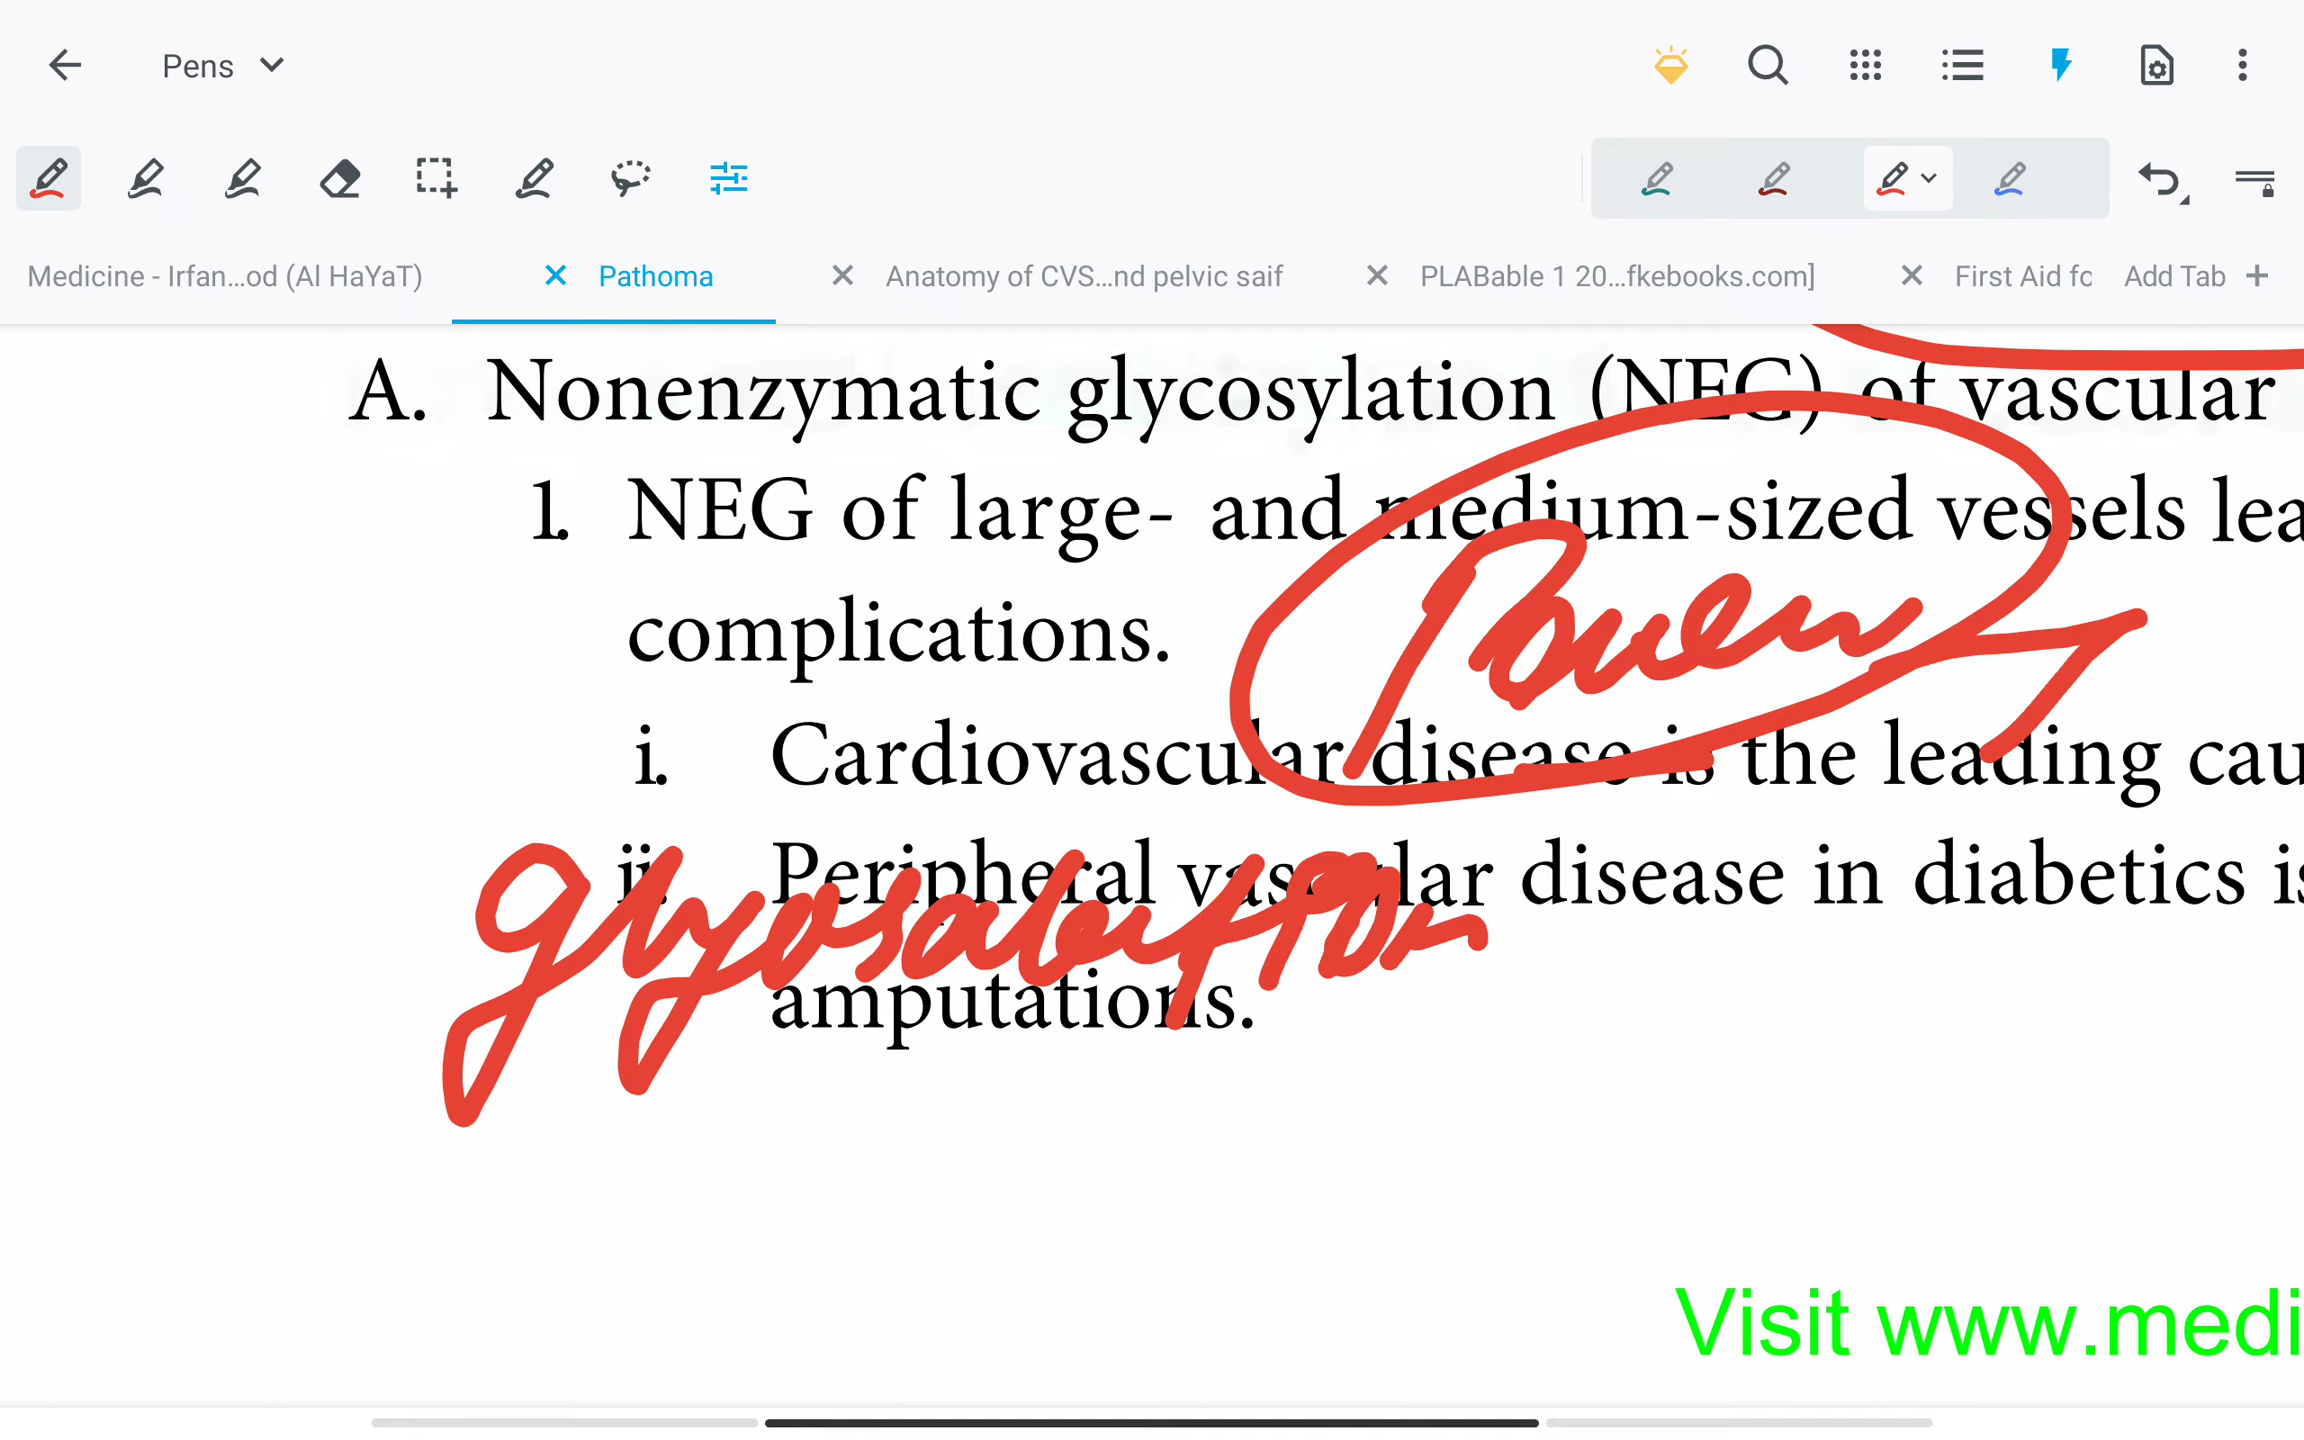 Pens
Medicine - Irfan...od (Al HaYaT)
Pathoma
Anatomy of CVS...nd pelvic saif
PLABable 1 20...fkebooks.com]
First Aid fo
Add Tab +
A. Nonenzymatic glycosylation (NEG) of vascular
1. NEG of large- and medium-sized vessels lea
complications.
i. Cardiovascular disease is the leading cau
ii. Peripheral vascular disease in diabetics is
amputations.
Visit www.medi